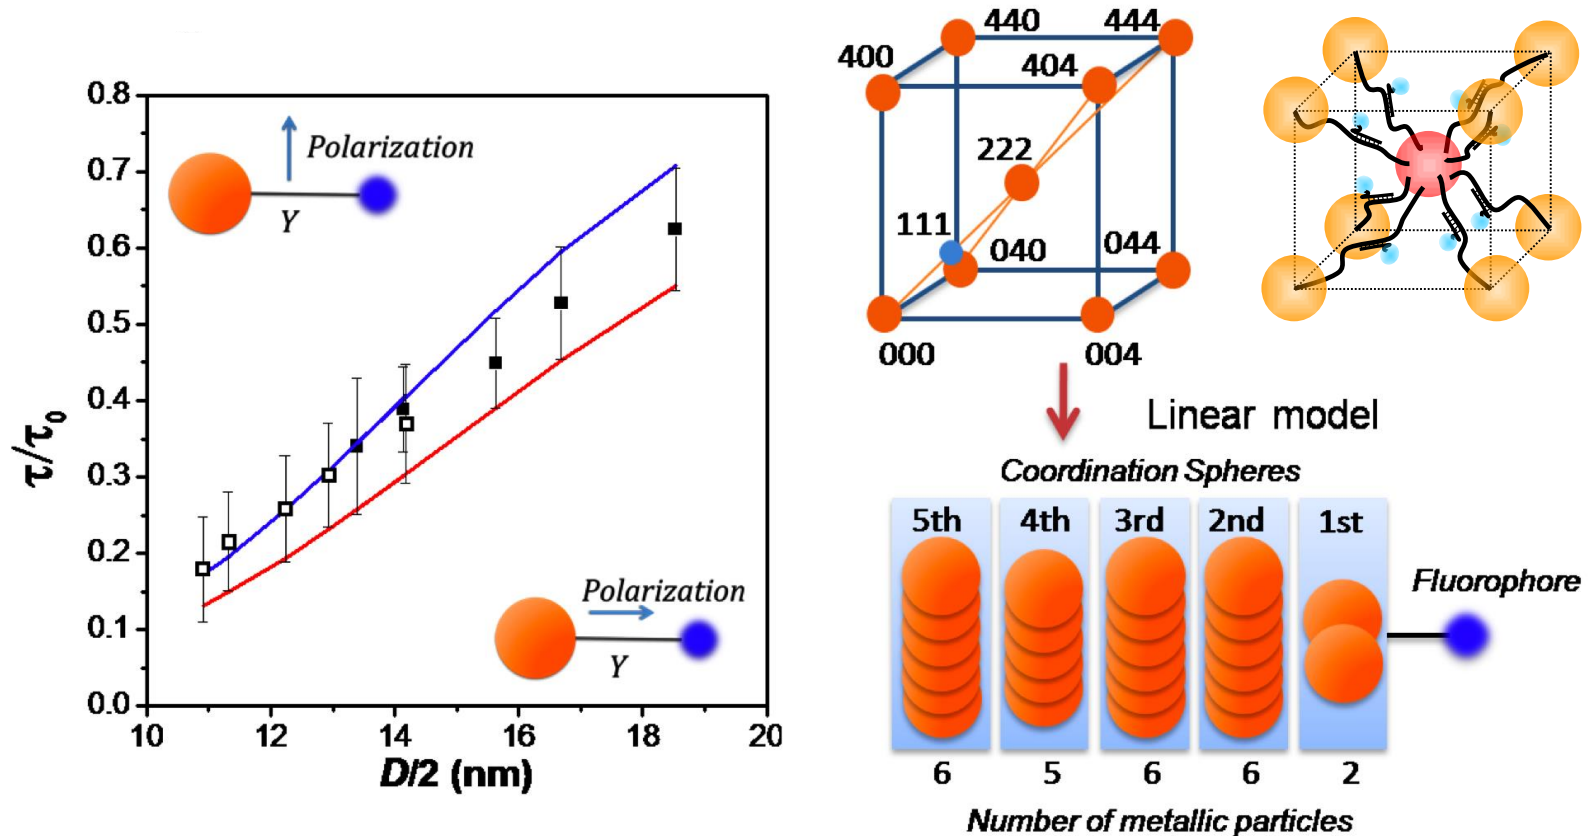 0.8
0.7
0.6
0.5
0.4
0.3
0.2
0.1
0.0
τ/τ₀
10
12
14
16
18
20
D/2 (nm)
Polarization
Y
Polarization
Y
440
444
400
404
222
111
040
044
000
004
Linear model
Coordination Spheres
5th 4th 3rd 2nd 1st
Fluorophore
6 5 6 6 2
Number of metallic particles